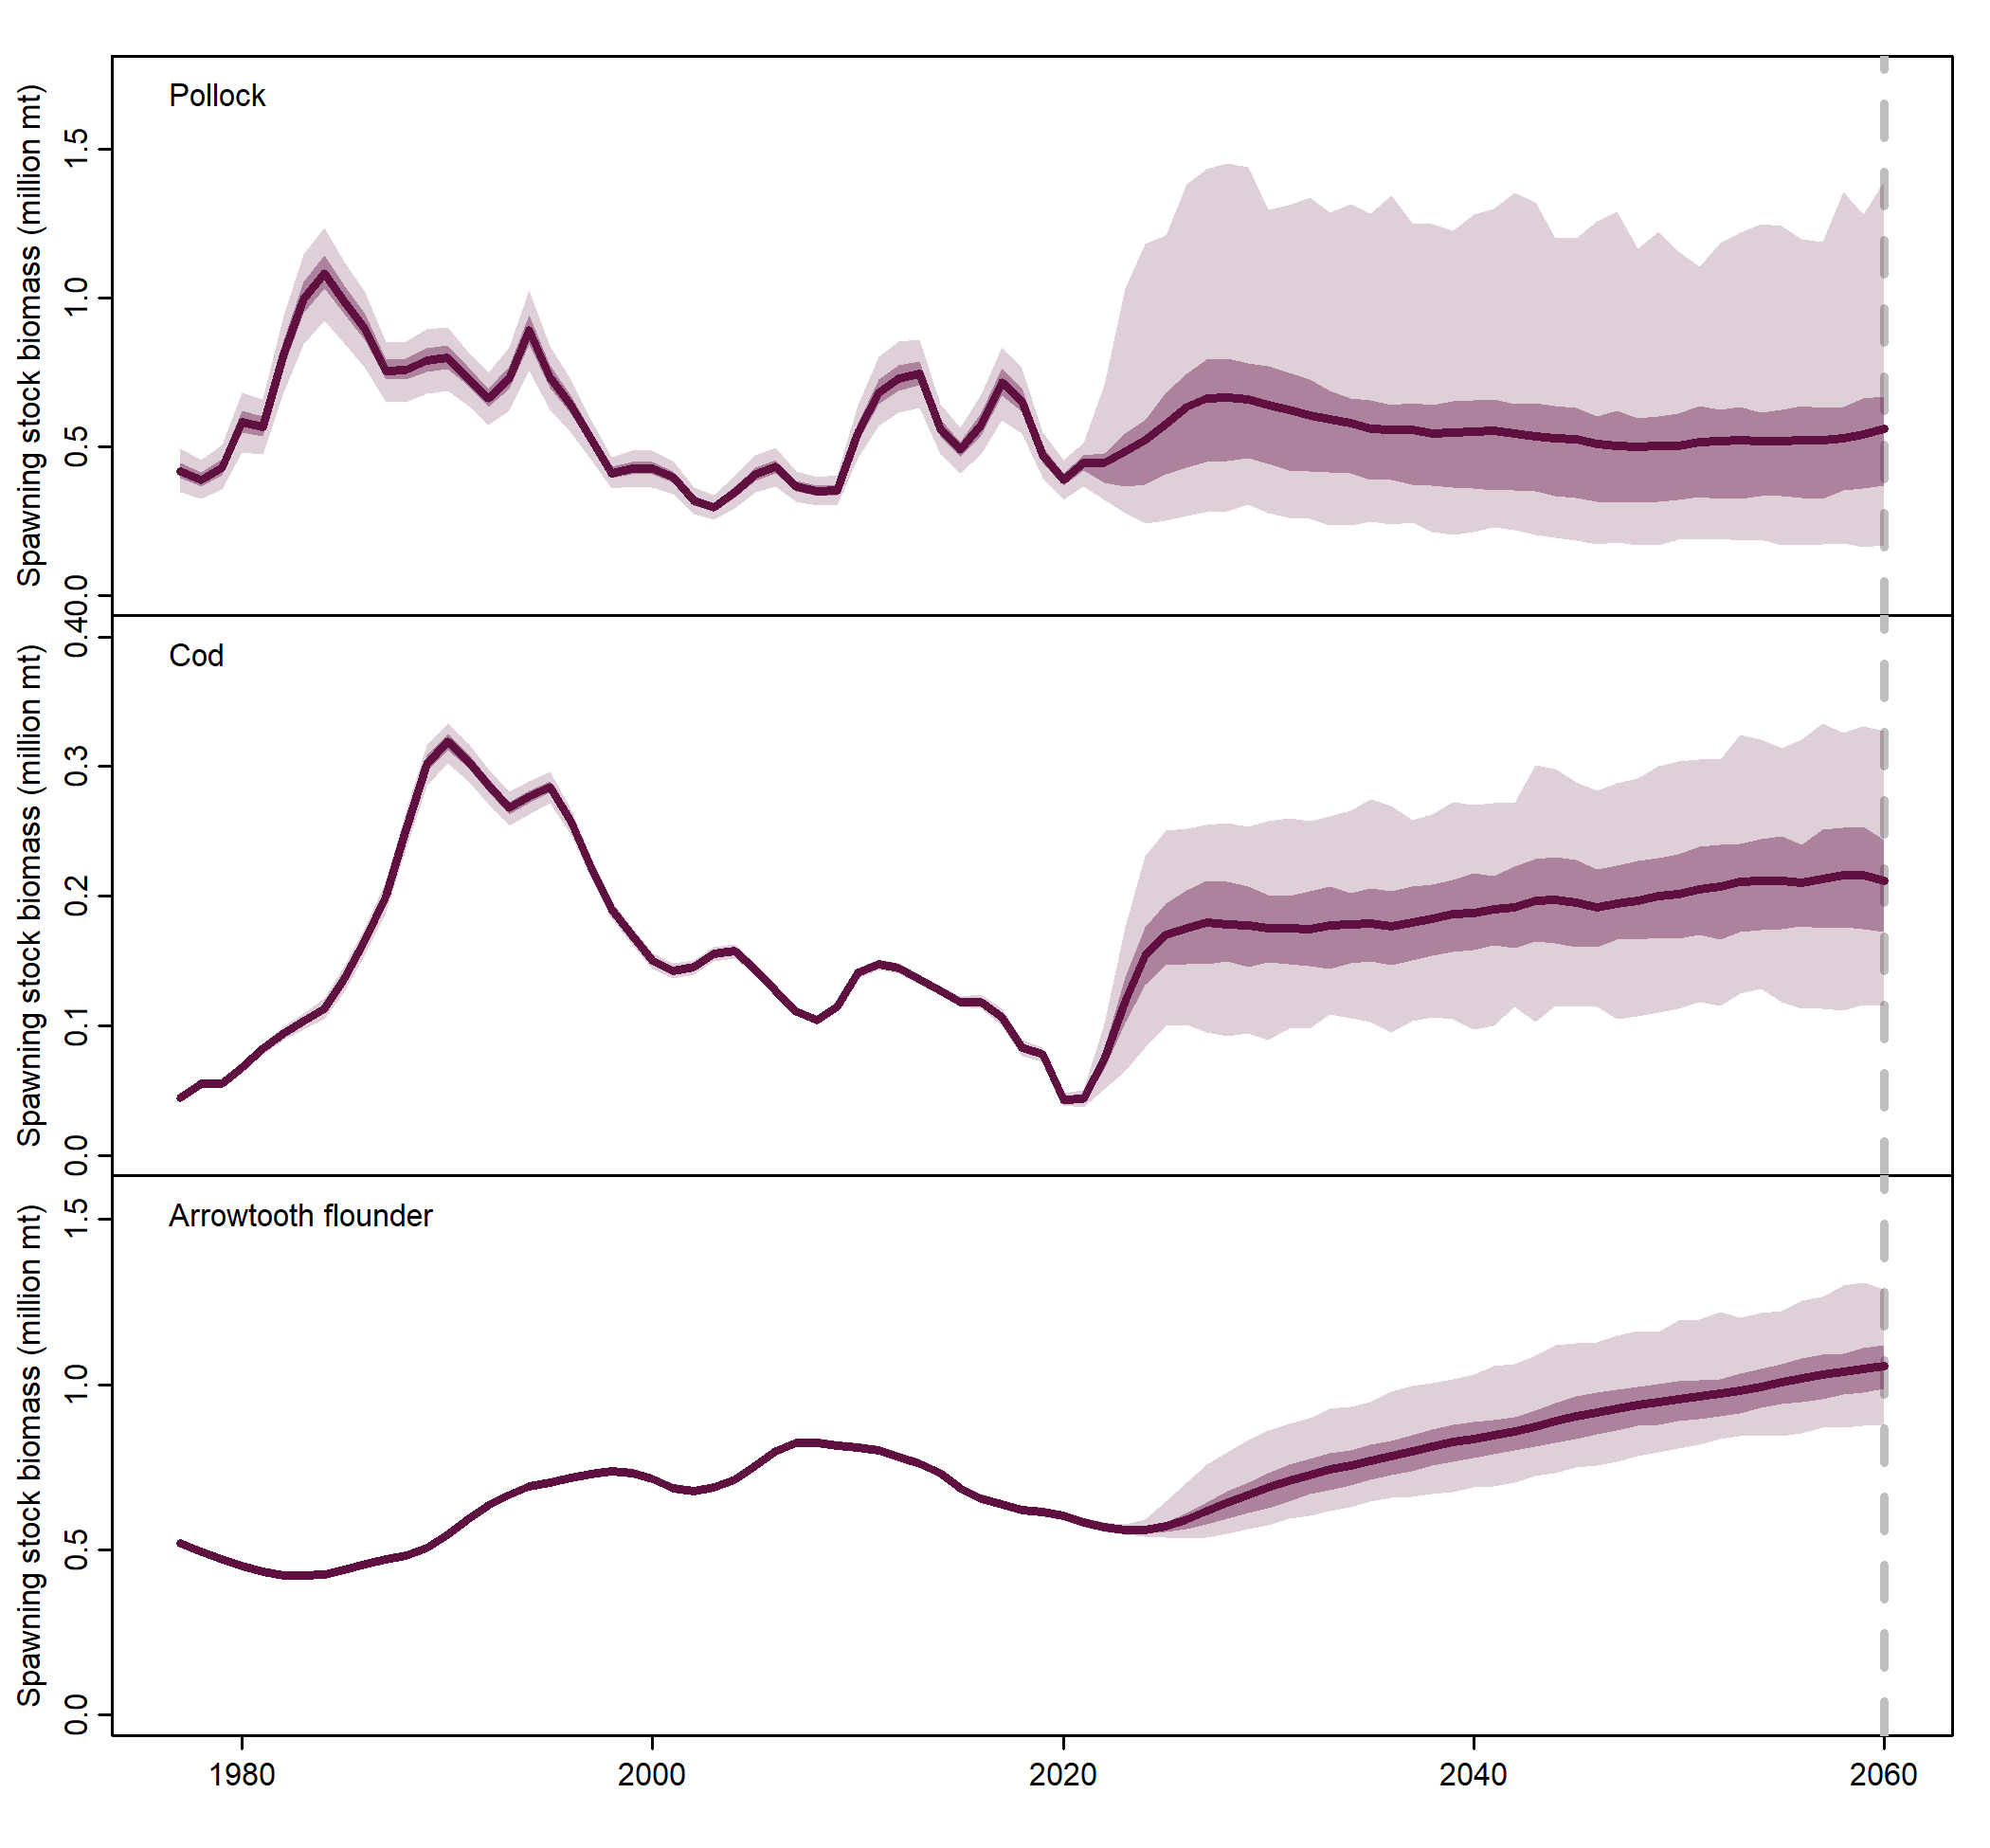 Pollock
Spawning stock biomass (million mt)
1.5
1.0
0.5
0.0
Cod
Spawning stock biomass (million mt)
0.4
0.3
0.2
0.1
0.0
Arrowtooth flounder
Spawning stock biomass (million mt)
1.5
1.0
0.5
0.0
1980 2000 2020 2040 2060